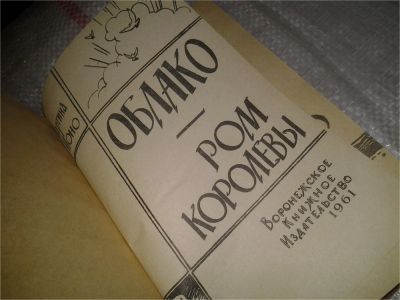 ОБЛАКО
—
РОМ
КОРОЛЕВЫ
ВОРОНЕЖСКОЕ
КНИЖНОЕ
ИЗДАТЕЛЬСТВО
1961